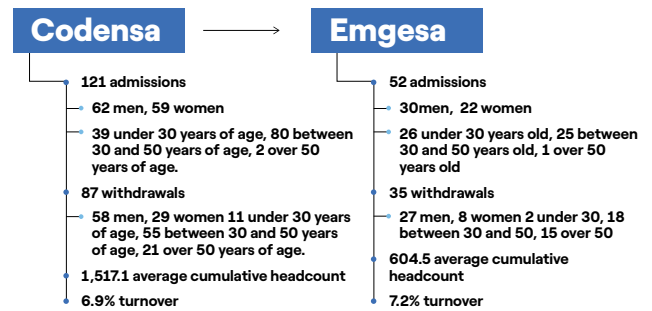 Codensa
121 admissions
62 men, 59 women
39 under 30 years of age, 80 between
30 and 50 years of age, 2 over 50
years of age.
87 withdrawals
58 men, 29 women 11 under 30 years
of age, 55 between 30 and 50 years
of age, 21 over 50 years of age.
1,517.1 average cumulative headcount
6.9% turnover
Emgesa
52 admissions
30men, 22 women
26 under 30 years old, 25 between
30 and 50 years old, 1 over 50
years old
35 withdrawals
27 men, 8 women 2 under 30, 18
between 30 and 50, 15 over 50
604.5 average cumulative
headcount
7.2% turnover